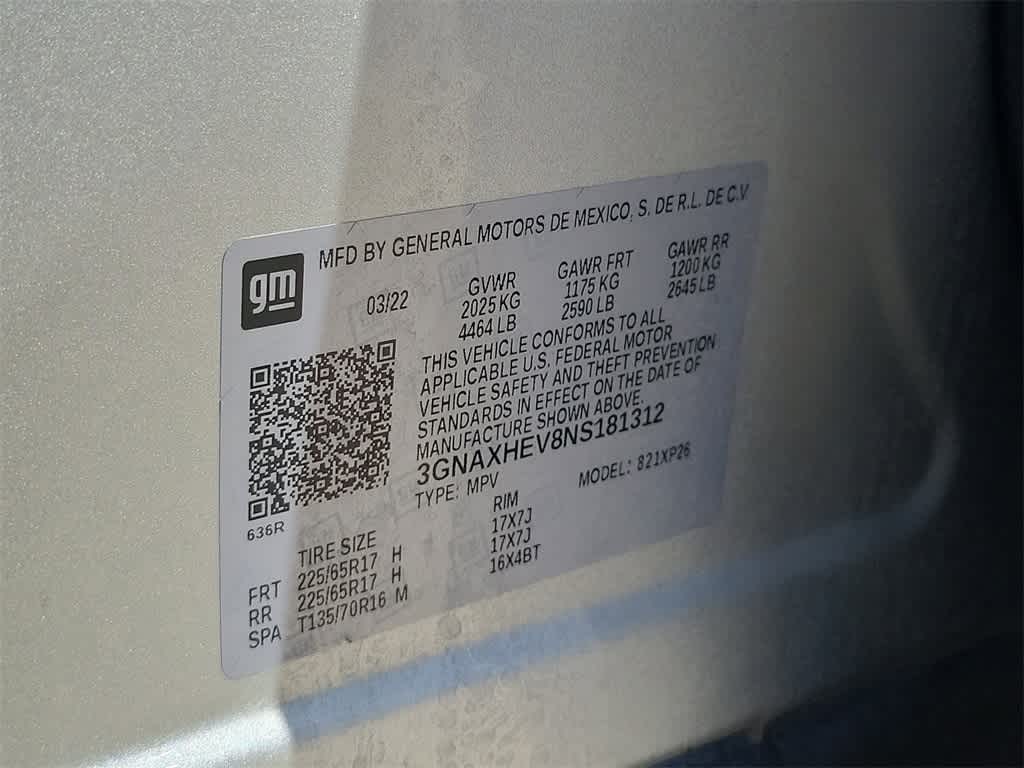 MFD BY GENERAL MOTORS DE MEXICO, S. DE R.L. DE C.V.
gm
03/22
GVWR
2025 KG
4464 LB
GAWR FRT
1175 KG
2590 LB
GAWR RR
1200 KG
2645 LB
THIS VEHICLE CONFORMS TO ALL
APPLICABLE U.S. FEDERAL MOTOR
VEHICLE SAFETY AND THEFT PREVENTION
STANDARDS IN EFFECT ON THE DATE OF
MANUFACTURE SHOWN ABOVE.
3GNAXHEV8NS181312
TYPE: MPV MODEL: 821XP26
636R
TIRE SIZE RIM
FRT 225/65R17 H 17X7J
RR 225/65R17 H 17X7J
SPA T135/70R16 M 16X4BT